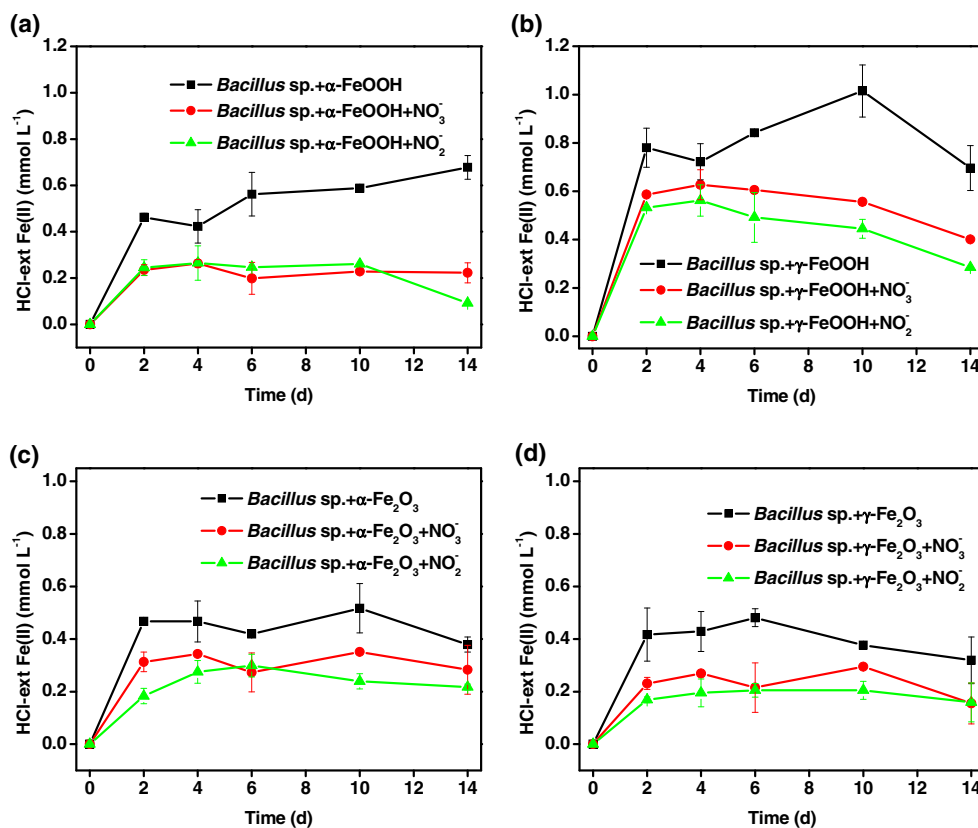 (a)
1.2
1.0
0.8
0.6
0.4
0.2
0.0
HCl-ext Fe(II) (mmol L⁻¹)
Bacillus sp.+α-FeOOH
Bacillus sp.+α-FeOOH+NO₃⁻
Bacillus sp.+α-FeOOH+NO₂⁻
0 2 4 6 8 10 12 14
Time (d)
(b)
1.2
1.0
0.8
0.6
0.4
0.2
0.0
HCl-ext Fe(II) (mmol L⁻¹)
Bacillus sp.+γ-FeOOH
Bacillus sp.+γ-FeOOH+NO₃⁻
Bacillus sp.+γ-FeOOH+NO₂⁻
0 2 4 6 8 10 12 14
Time (d)
(c)
1.0
0.8
0.6
0.4
0.2
0.0
HCl-ext Fe(II) (mmol L⁻¹)
Bacillus sp.+α-Fe₂O₃
Bacillus sp.+α-Fe₂O₃+NO₃⁻
Bacillus sp.+α-Fe₂O₃+NO₂⁻
0 2 4 6 8 10 12 14
Time (d)
(d)
1.0
0.8
0.6
0.4
0.2
0.0
HCl-ext Fe(II) (mmol L⁻¹)
Bacillus sp.+γ-Fe₂O₃
Bacillus sp.+γ-Fe₂O₃+NO₃⁻
Bacillus sp.+γ-Fe₂O₃+NO₂⁻
0 2 4 6 8 10 12 14
Time (d)